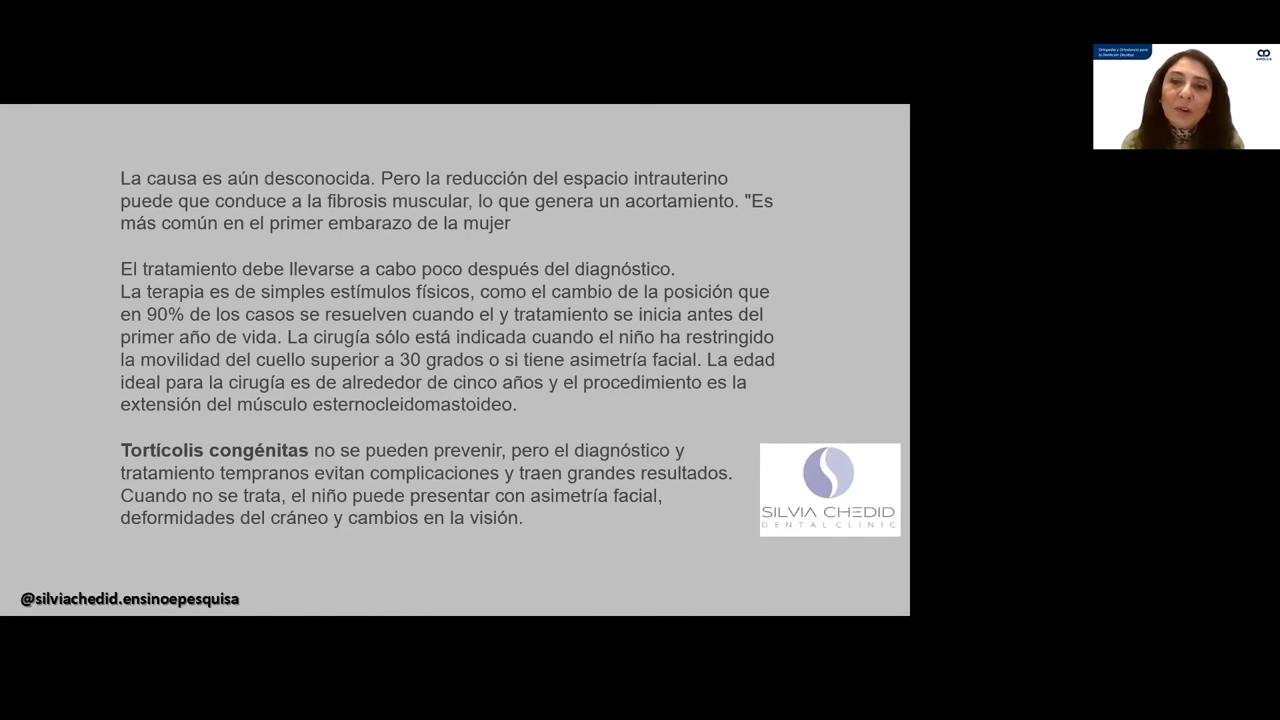 Ortopedia y Ortodoncia para
la Dentición Decidua
AMOLCA
La causa es aún desconocida. Pero la reducción del espacio intrauterino
puede que conduce a la fibrosis muscular, lo que genera un acortamiento. "Es
más común en el primer embarazo de la mujer
El tratamiento debe llevarse a cabo poco después del diagnóstico.
La terapia es de simples estímulos físicos, como el cambio de la posición que
en 90% de los casos se resuelven cuando el y tratamiento se inicia antes del
primer año de vida. La cirugía sólo está indicada cuando el niño ha restringido
la movilidad del cuello superior a 30 grados o si tiene asimetría facial. La edad
ideal para la cirugía es de alrededor de cinco años y el procedimiento es la
extensión del músculo esternocleidomastoideo.
Tortícolis congénitas no se pueden prevenir, pero el diagnóstico y
tratamiento tempranos evitan complicaciones y traen grandes resultados.
Cuando no se trata, el niño puede presentar con asimetría facial,
deformidades del cráneo y cambios en la visión.
SILVIA CHEDID
DENTAL CLINIC
@silviachedid.ensinoepesquisa